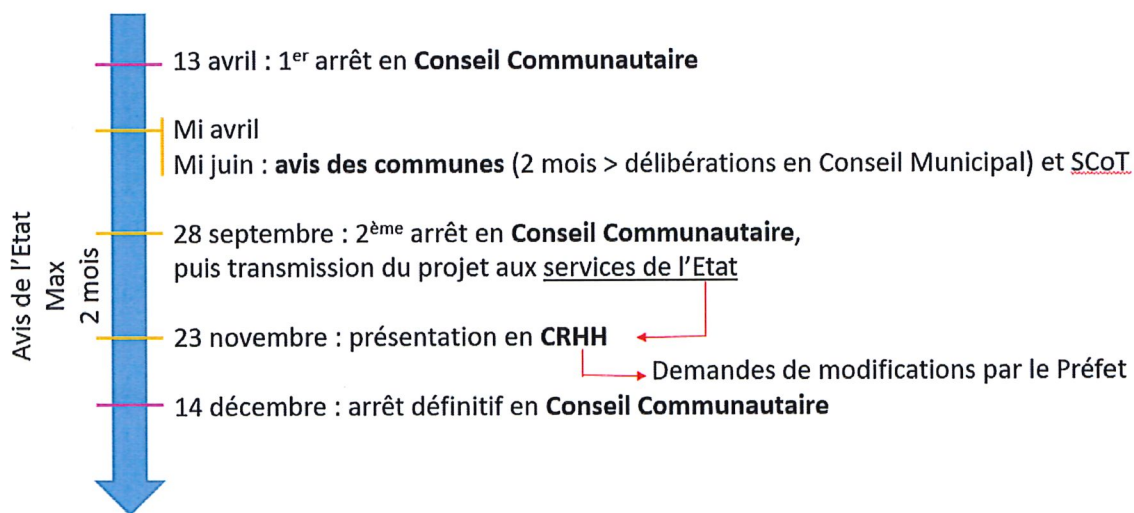 13 avril : 1er arrêt en Conseil Communautaire
Mi avril
Mi juin : avis des communes (2 mois > délibérations en Conseil Municipal) et SCoT
28 septembre : 2ème arrêt en Conseil Communautaire,
puis transmission du projet aux services de l'Etat
Avis de l'Etat
Max
2 mois
23 novembre : présentation en CRHH
Demandes de modifications par le Préfet
14 décembre : arrêt définitif en Conseil Communautaire